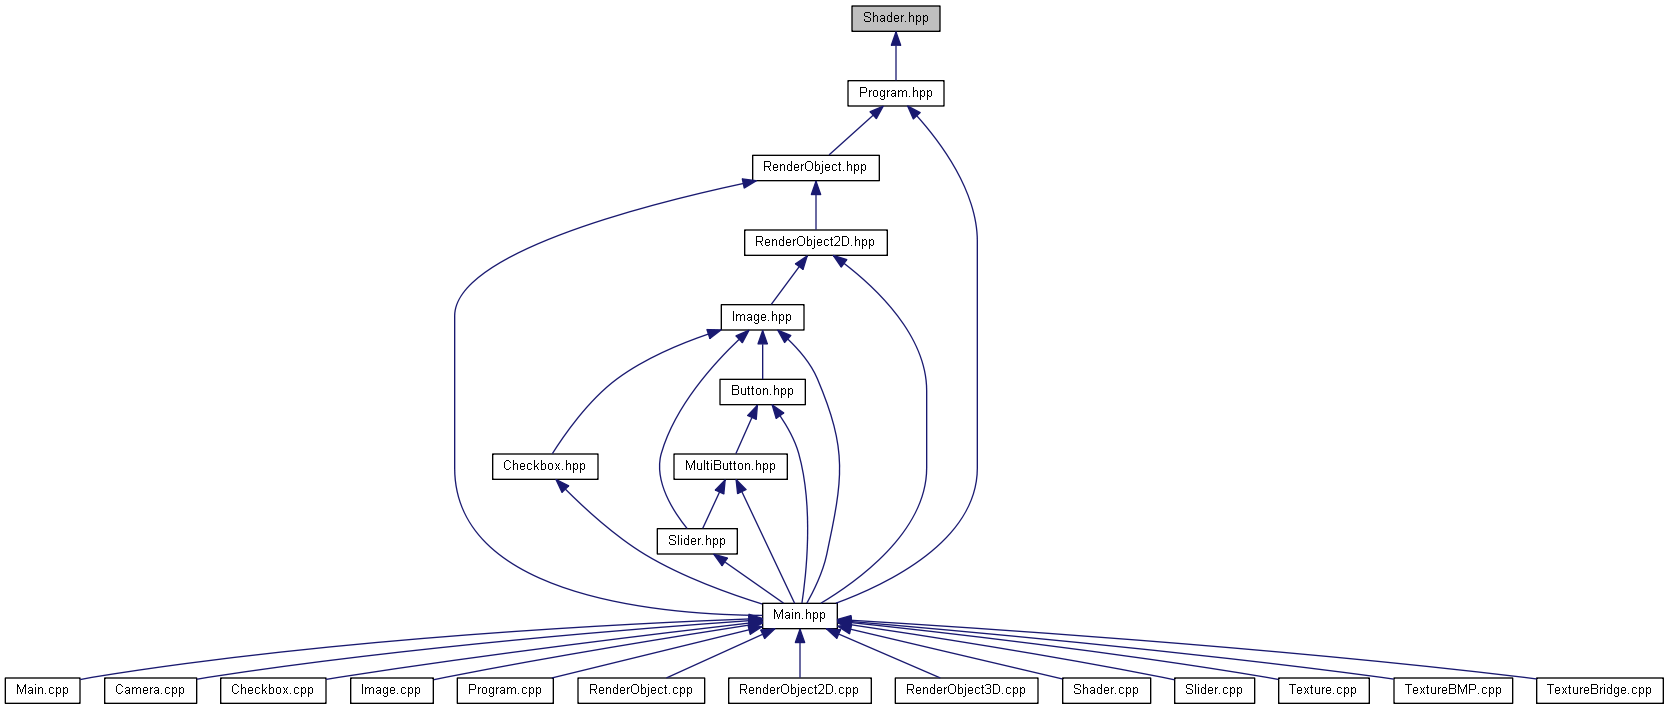 Shader.hpp
Program.hpp
RenderObject.hpp
RenderObject2D.hpp
Image.hpp
Button.hpp
Checkbox.hpp
MultiButton.hpp
Slider.hpp
Main.hpp
Main.cpp
Camera.cpp
Checkbox.cpp
Image.cpp
Program.cpp
RenderObject.cpp
RenderObject2D.cpp
RenderObject3D.cpp
Shader.cpp
Slider.cpp
Texture.cpp
TextureBMP.cpp
TextureBridge.cpp